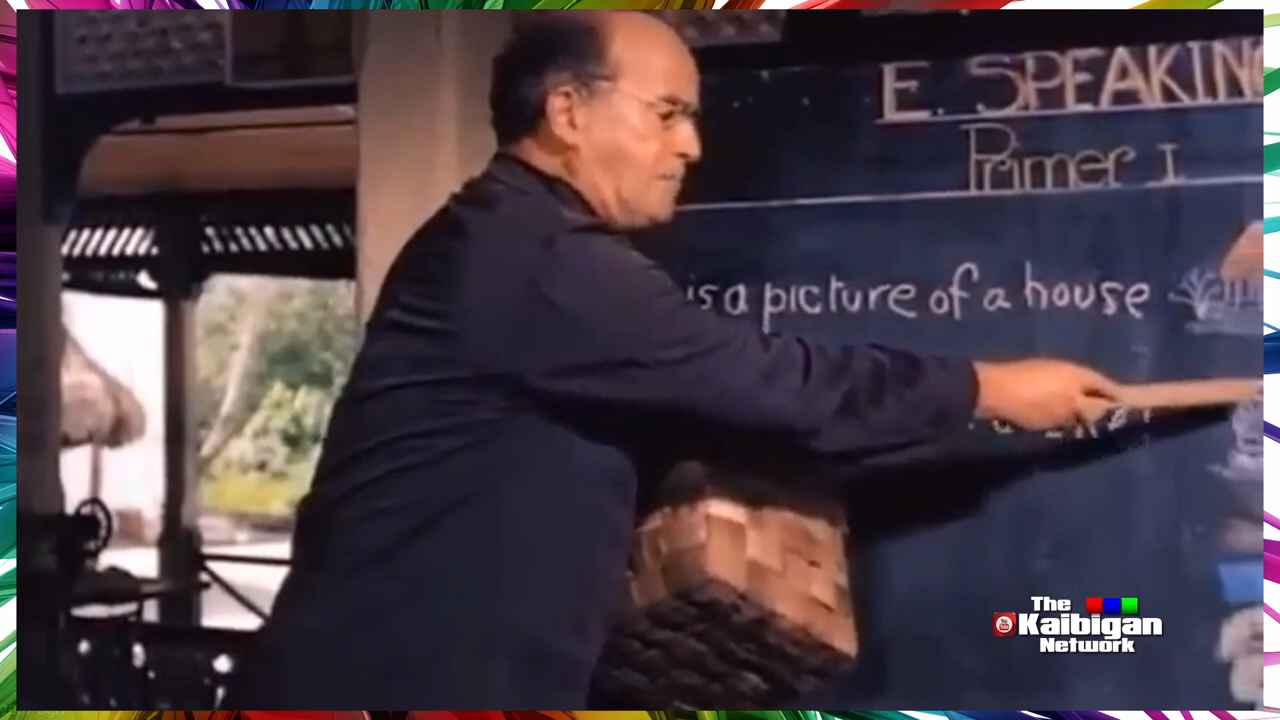 E. SPEAKING
Primer I
is a picture of a house
The
Kaibigan
Network